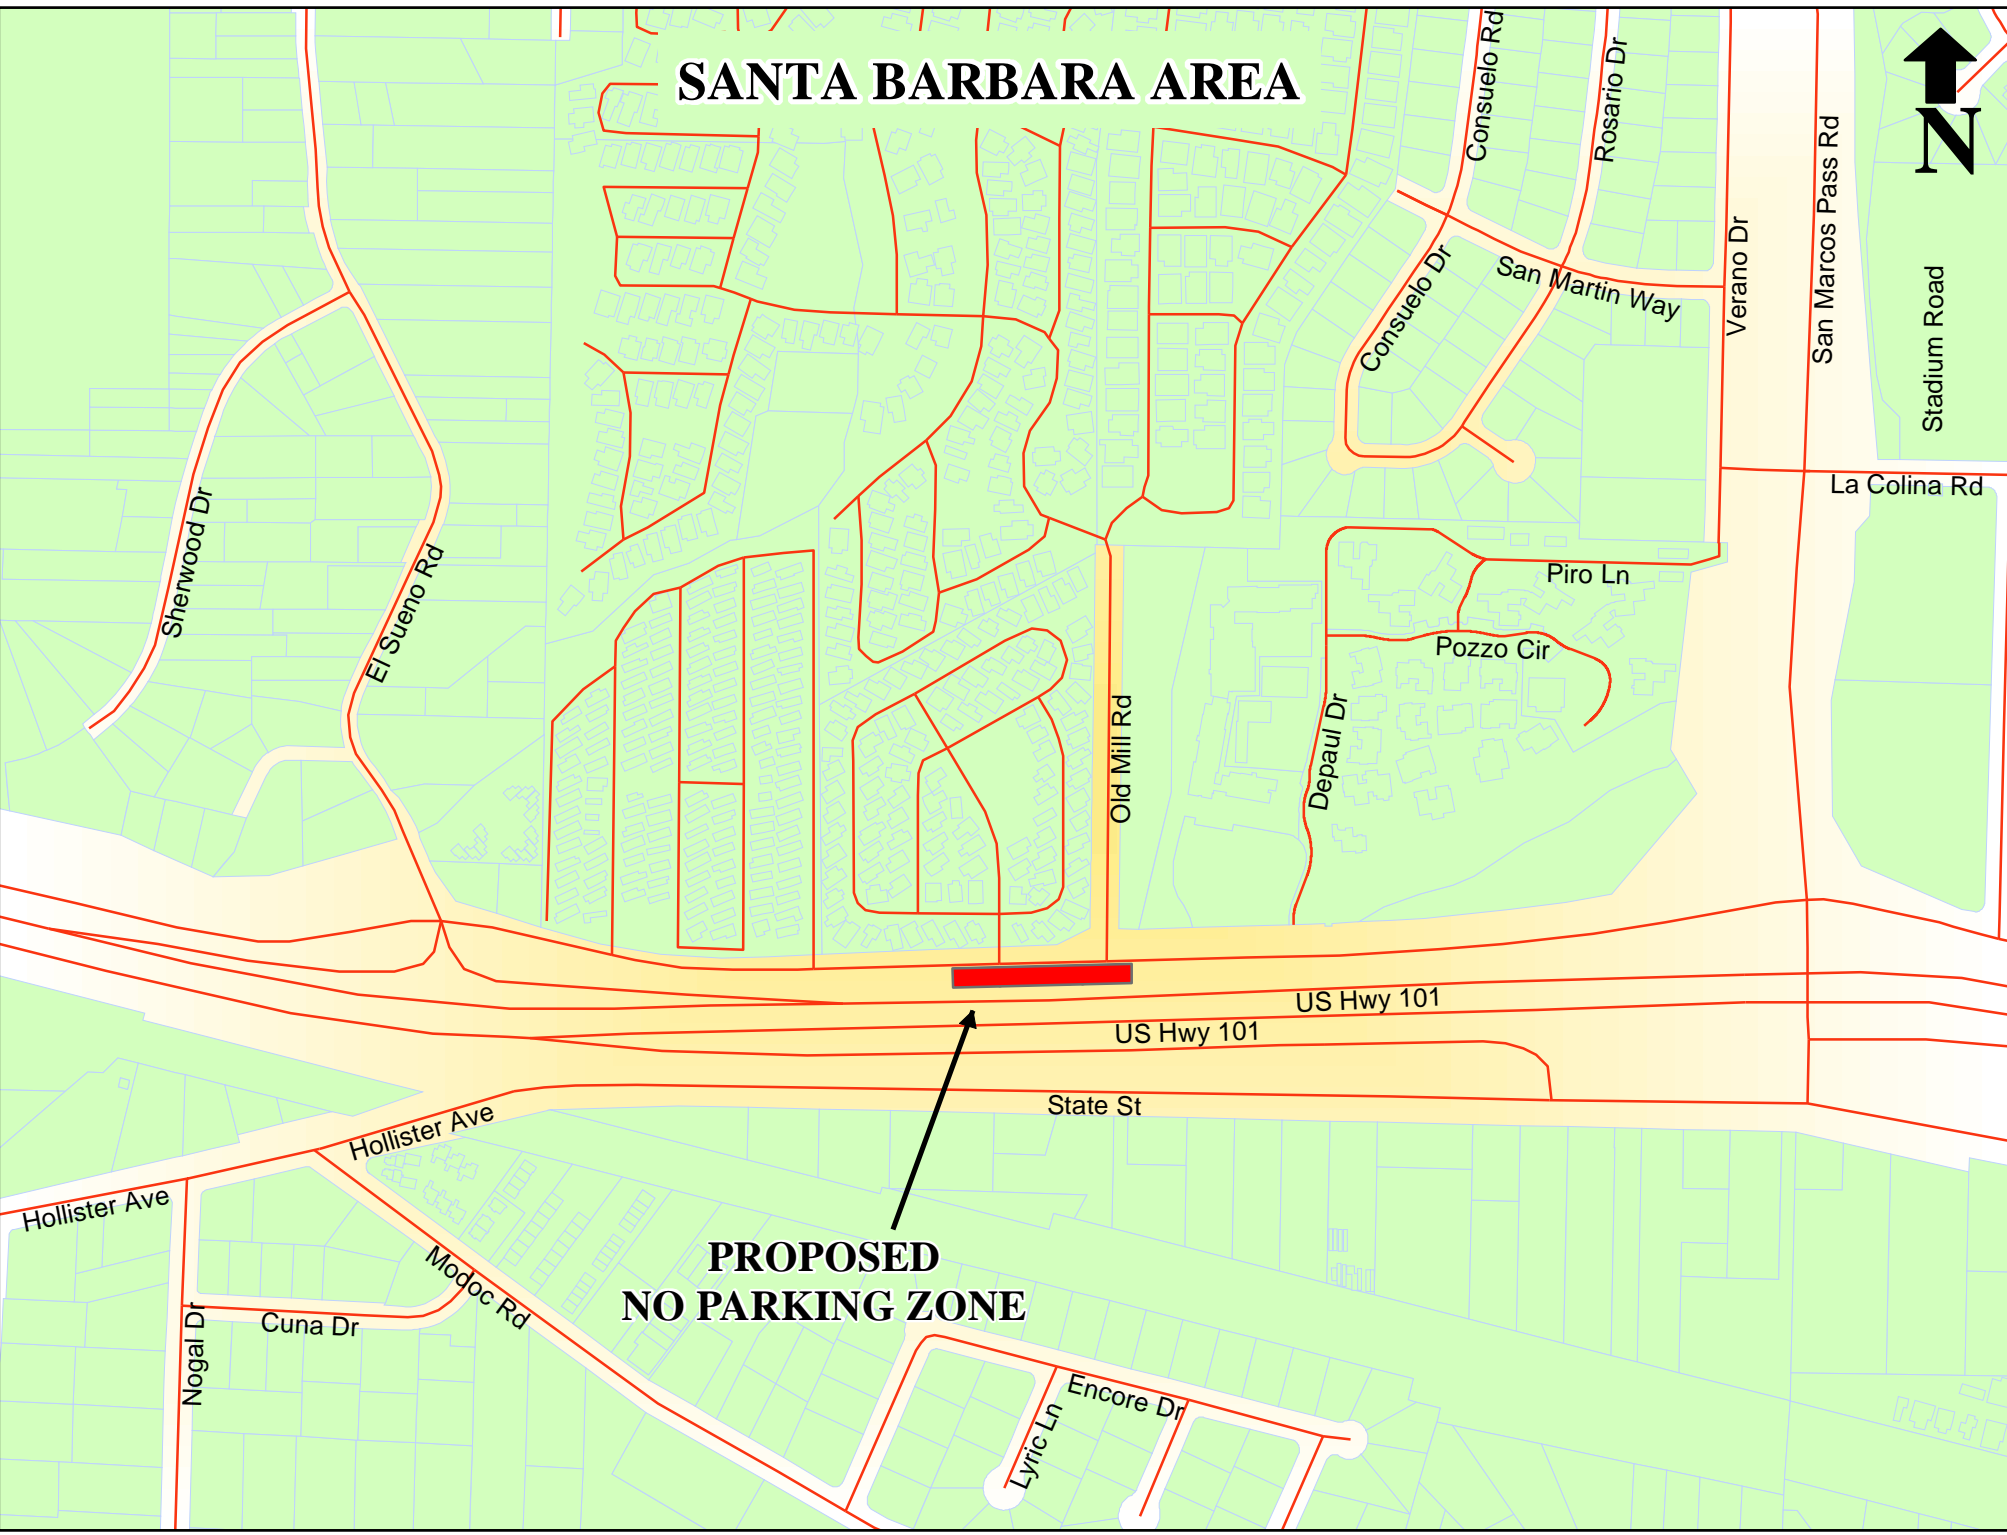 SANTA BARBARA AREA
N
Consuelo Rd
Rosario Dr
San Marcos Pass Rd
Verano Dr
Stadium Road
San Martin Way
Consuelo Dr
La Colina Rd
Sherwood Dr
El Sueno Rd
Piro Ln
Pozzo Cir
Old Mill Rd
Depaul Dr
US Hwy 101
US Hwy 101
State St
Hollister Ave
Hollister Ave
PROPOSED
NO PARKING ZONE
Modoc Rd
Cuna Dr
Nogal Dr
Encore Dr
Lyric Ln